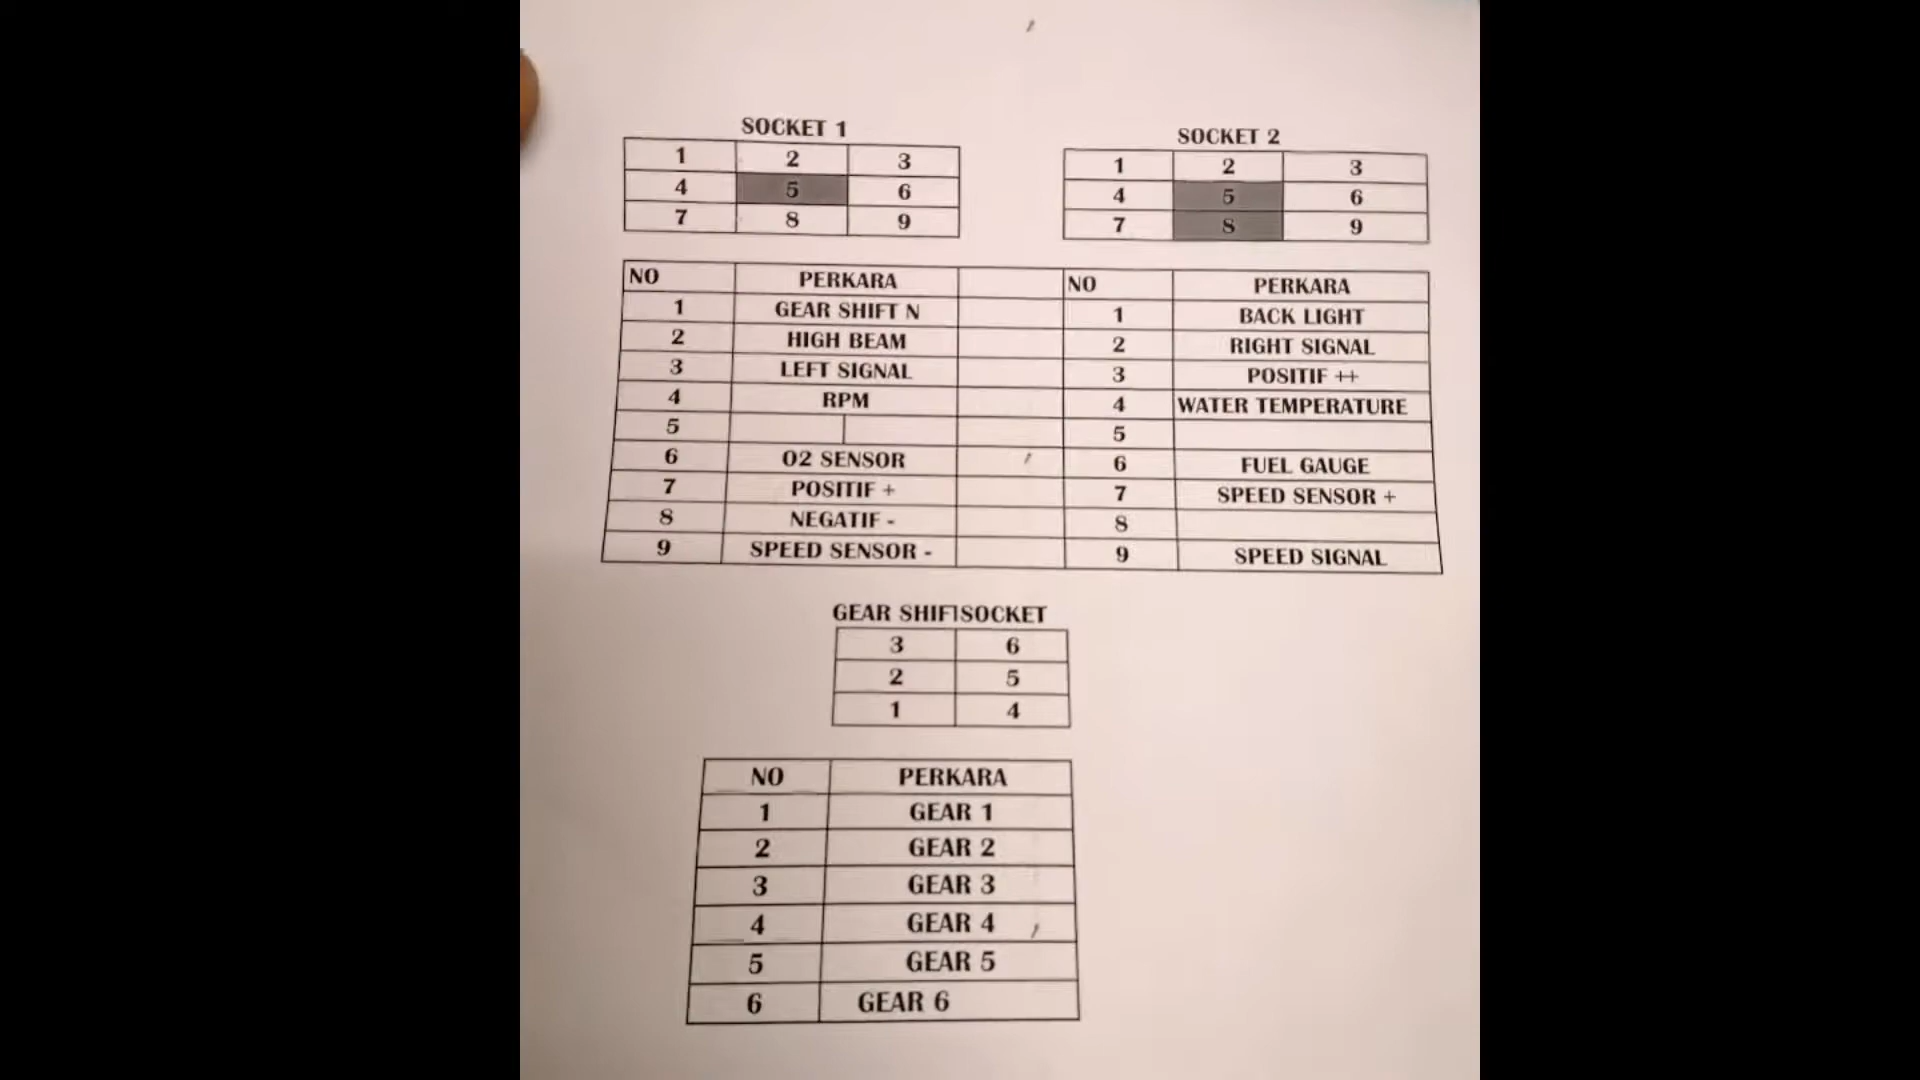 SOCKET 1
1 2 3
4 5 6
7 8 9
SOCKET 2
1 2 3
4 5 6
7 8 9
NO PERKARA NO PERKARA
1 GEAR SHIFT N 1 BACK LIGHT
2 HIGH BEAM 2 RIGHT SIGNAL
3 LEFT SIGNAL 3 POSITIF ++
4 RPM 4 WATER TEMPERATURE
5 5
6 O2 SENSOR 6 FUEL GAUGE
7 POSITIF + 7 SPEED SENSOR +
8 NEGATIF - 8
9 SPEED SENSOR - 9 SPEED SIGNAL
GEAR SHIFT SOCKET
3 6
2 5
1 4
NO PERKARA
1 GEAR 1
2 GEAR 2
3 GEAR 3
4 GEAR 4
5 GEAR 5
6 GEAR 6